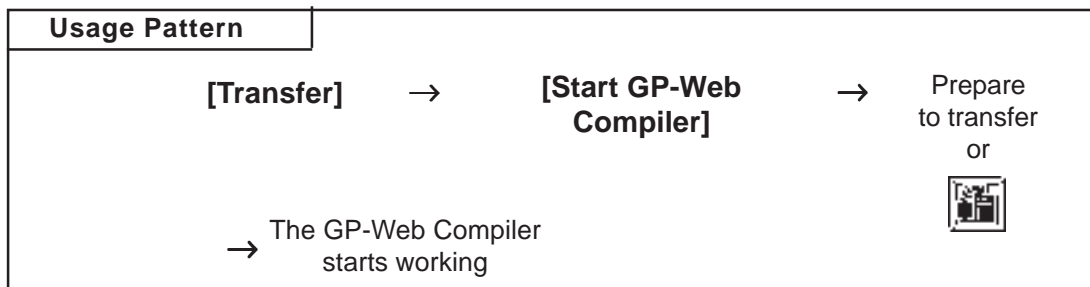 Usage Pattern
[Transfer] → [Start GP-Web Compiler] → Prepare
to transfer
or
→ The GP-Web Compiler
starts working